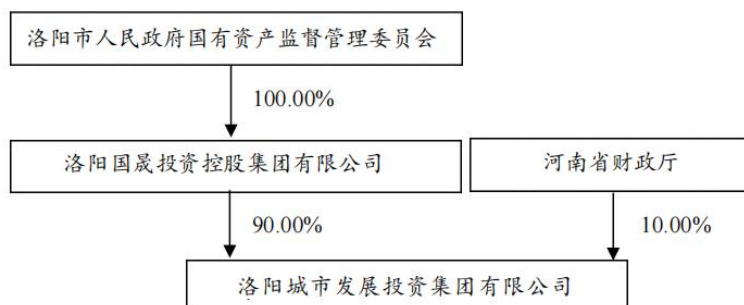 洛阳市人民政府国有资产监督管理委员会
100.00%
洛阳国晟投资控股集团有限公司
河南省财政厅
90.00%
10.00%
洛阳城市发展投资集团有限公司